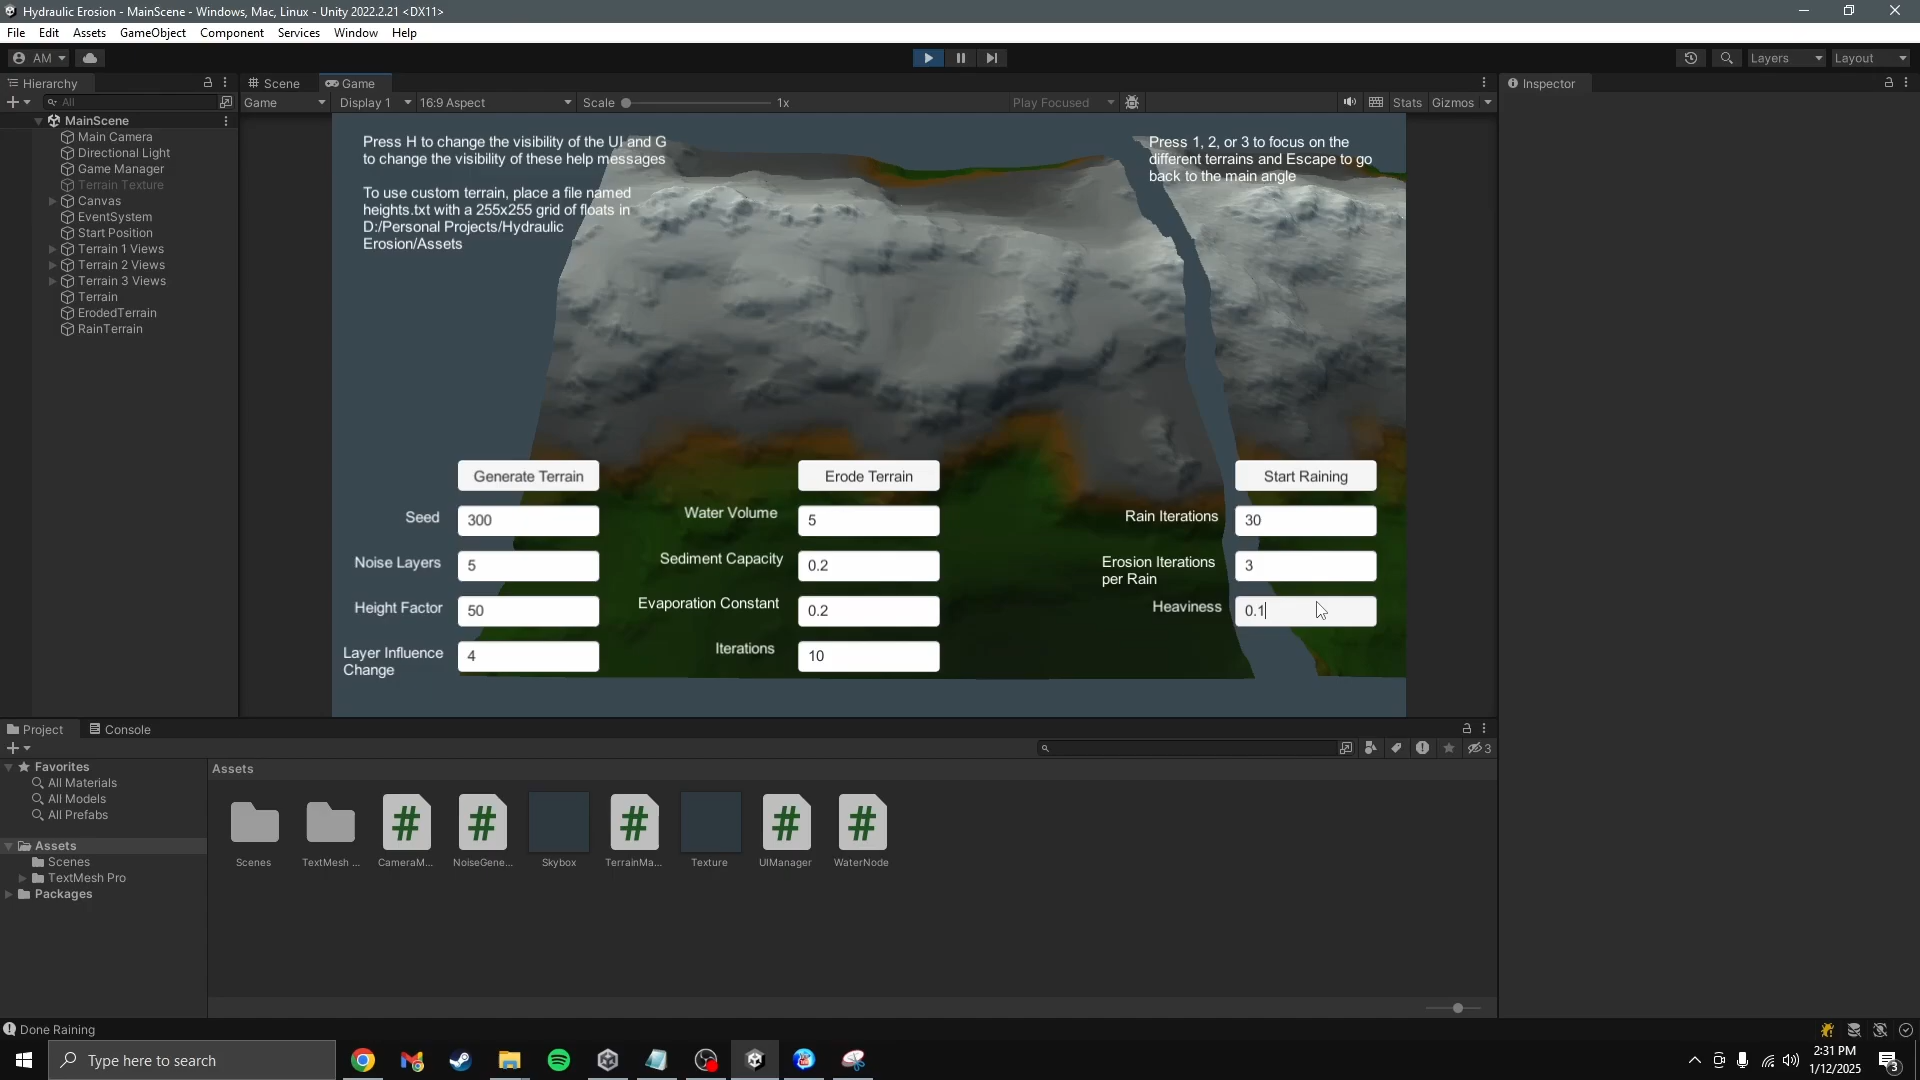 Hydraulic Erosion - MainScene - Windows, Mac, Linux - Unity 2022.2.21 <DX11>
File Edit Assets GameObject Component Services Window Help
AM
Layers
Layout
Hierarchy
Scene
Game
Inspector
All
Game
Display 1
16:9 Aspect
Scale
1x
Play Focused
Stats
Gizmos
MainScene
Main Camera
Directional Light
Game Manager
Terrain Texture
Canvas
EventSystem
Start Position
Terrain 1 Views
Terrain 2 Views
Terrain 3 Views
Terrain
ErodedTerrain
RainTerrain
Press H to change the visibility of the UI and G
to change the visibility of these help messages
To use custom terrain, place a file named
heights.txt with a 255x255 grid of floats in
D:/Personal Projects/Hydraulic
Erosion/Assets
Press 1, 2, or 3 to focus on the
different terrains and Escape to go
back to the main angle
Generate Terrain
Seed
300
Noise Layers
5
Height Factor
50
Layer Influence
Change
4
Erode Terrain
Water Volume
5
Sediment Capacity
0.2
Evaporation Constant
0.2
Iterations
10
Start Raining
Rain Iterations
30
Erosion Iterations
per Rain
3
Heaviness
0.1
Project
Console
3
Favorites
All Materials
All Models
All Prefabs
Assets
Scenes
TextMesh Pro
Packages
Assets
Scenes
TextMesh ...
CameraM...
NoiseGene...
Skybox
TerrainMa...
Texture
UIManager
WaterNode
Done Raining
Type here to search
2:31 PM
1/12/2025
3